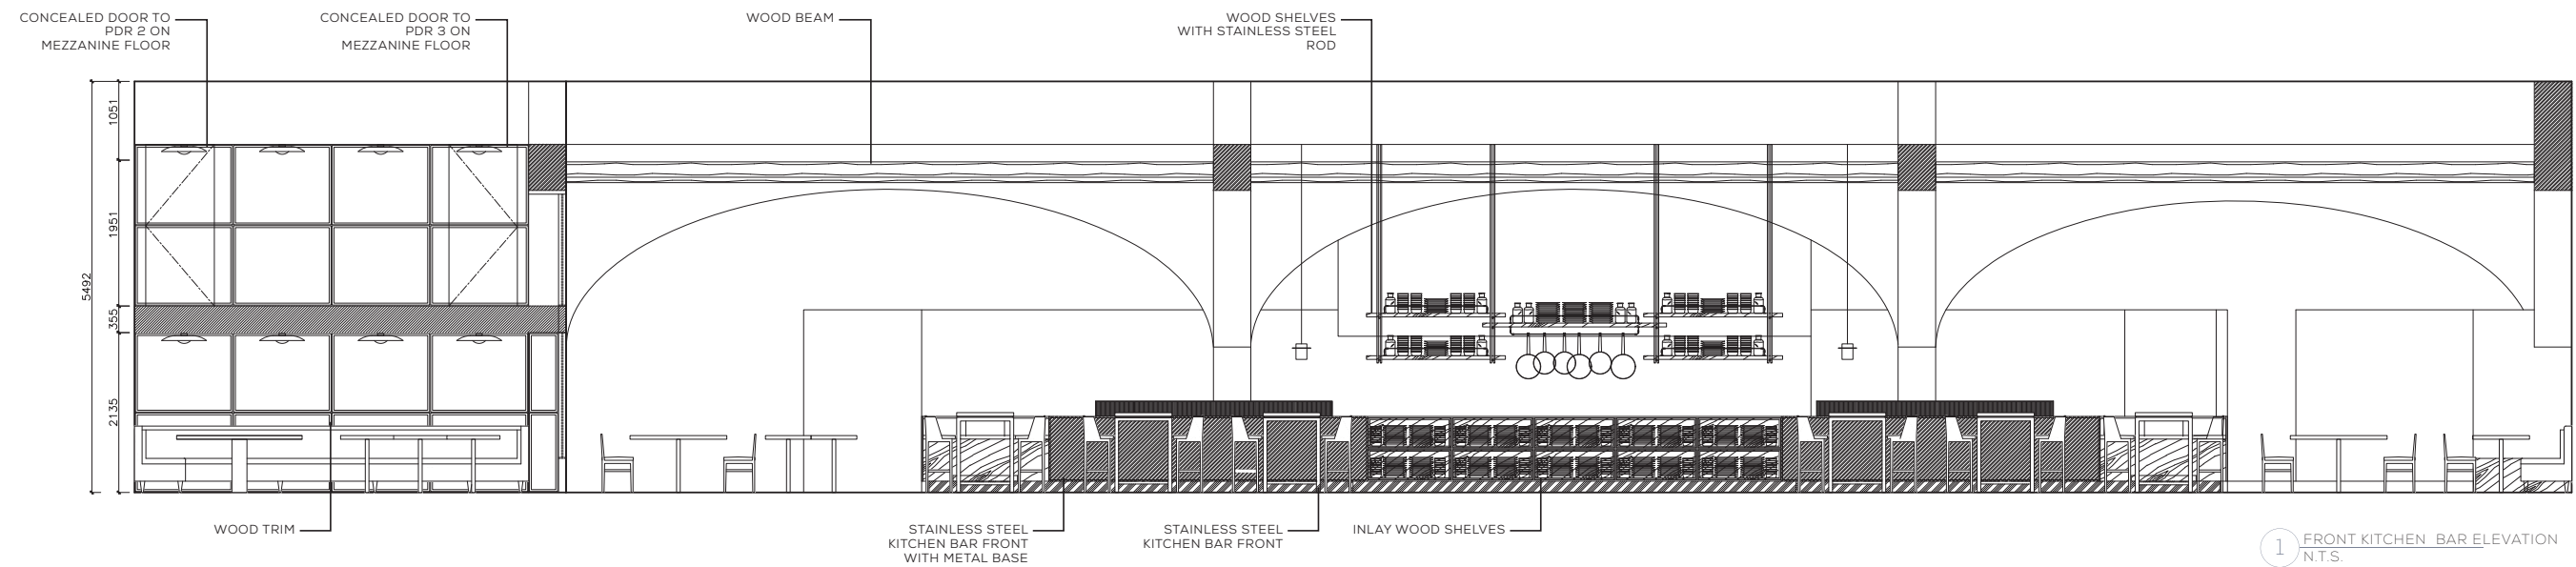 CONCEALED DOOR TO
PDR 2 ON
MEZZANINE FLOOR
CONCEALED DOOR TO
PDR 3 ON
MEZZANINE FLOOR
WOOD BEAM
WOOD SHELVES
WITH STAINLESS STEEL
ROD
1051
1951
5492
355
2135
WOOD TRIM
STAINLESS STEEL
KITCHEN BAR FRONT
WITH METAL BASE
STAINLESS STEEL
KITCHEN BAR FRONT
INLAY WOOD SHELVES
1
FRONT KITCHEN BAR ELEVATION
N.T.S.